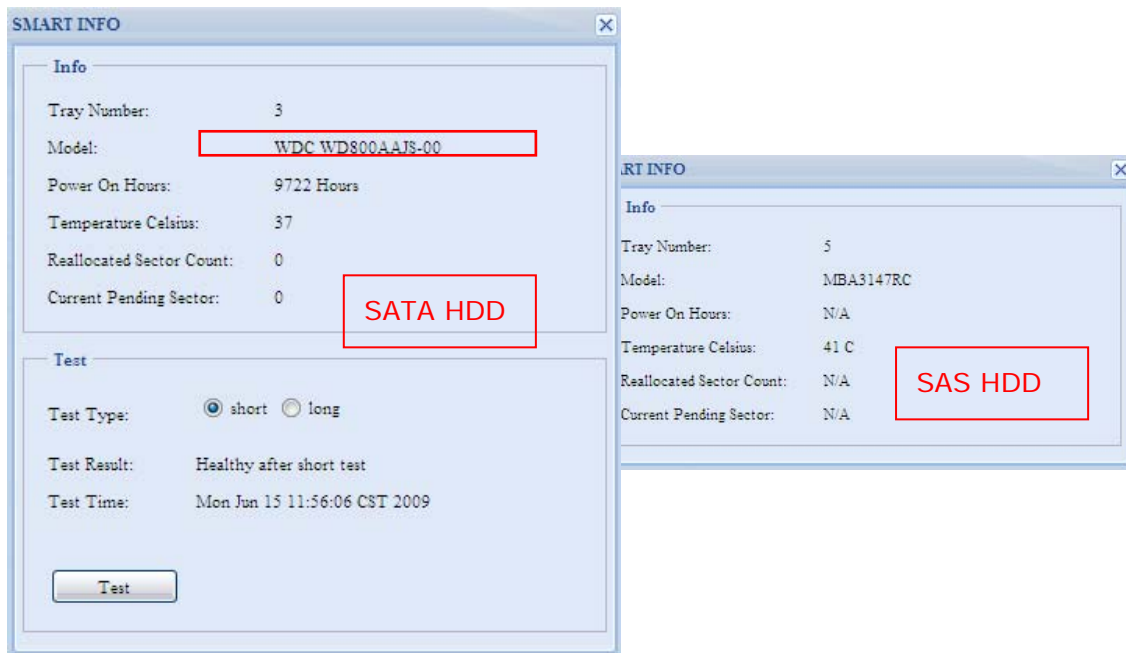 SMART INFO
Info
Tray Number: 3
Model: WDC WD800AAJS-00
Power On Hours: 9722 Hours
Temperature Celsius: 37
Reallocated Sector Count: 0
Current Pending Sector: 0
SATA HDD
Test
Test Type: short long
Test Result: Healthy after short test
Test Time: Mon Jun 15 11:56:06 CST 2009
Test
ART INFO
Info
Tray Number: 5
Model: MBA3147RC
Power On Hours: N/A
Temperature Celsius: 41 C
Reallocated Sector Count: N/A
Current Pending Sector: N/A
SAS HDD